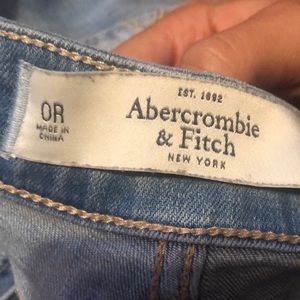 0R
MADE IN
CHINA
EST. 1892
Abercrombie
& Fitch
NEW YORK